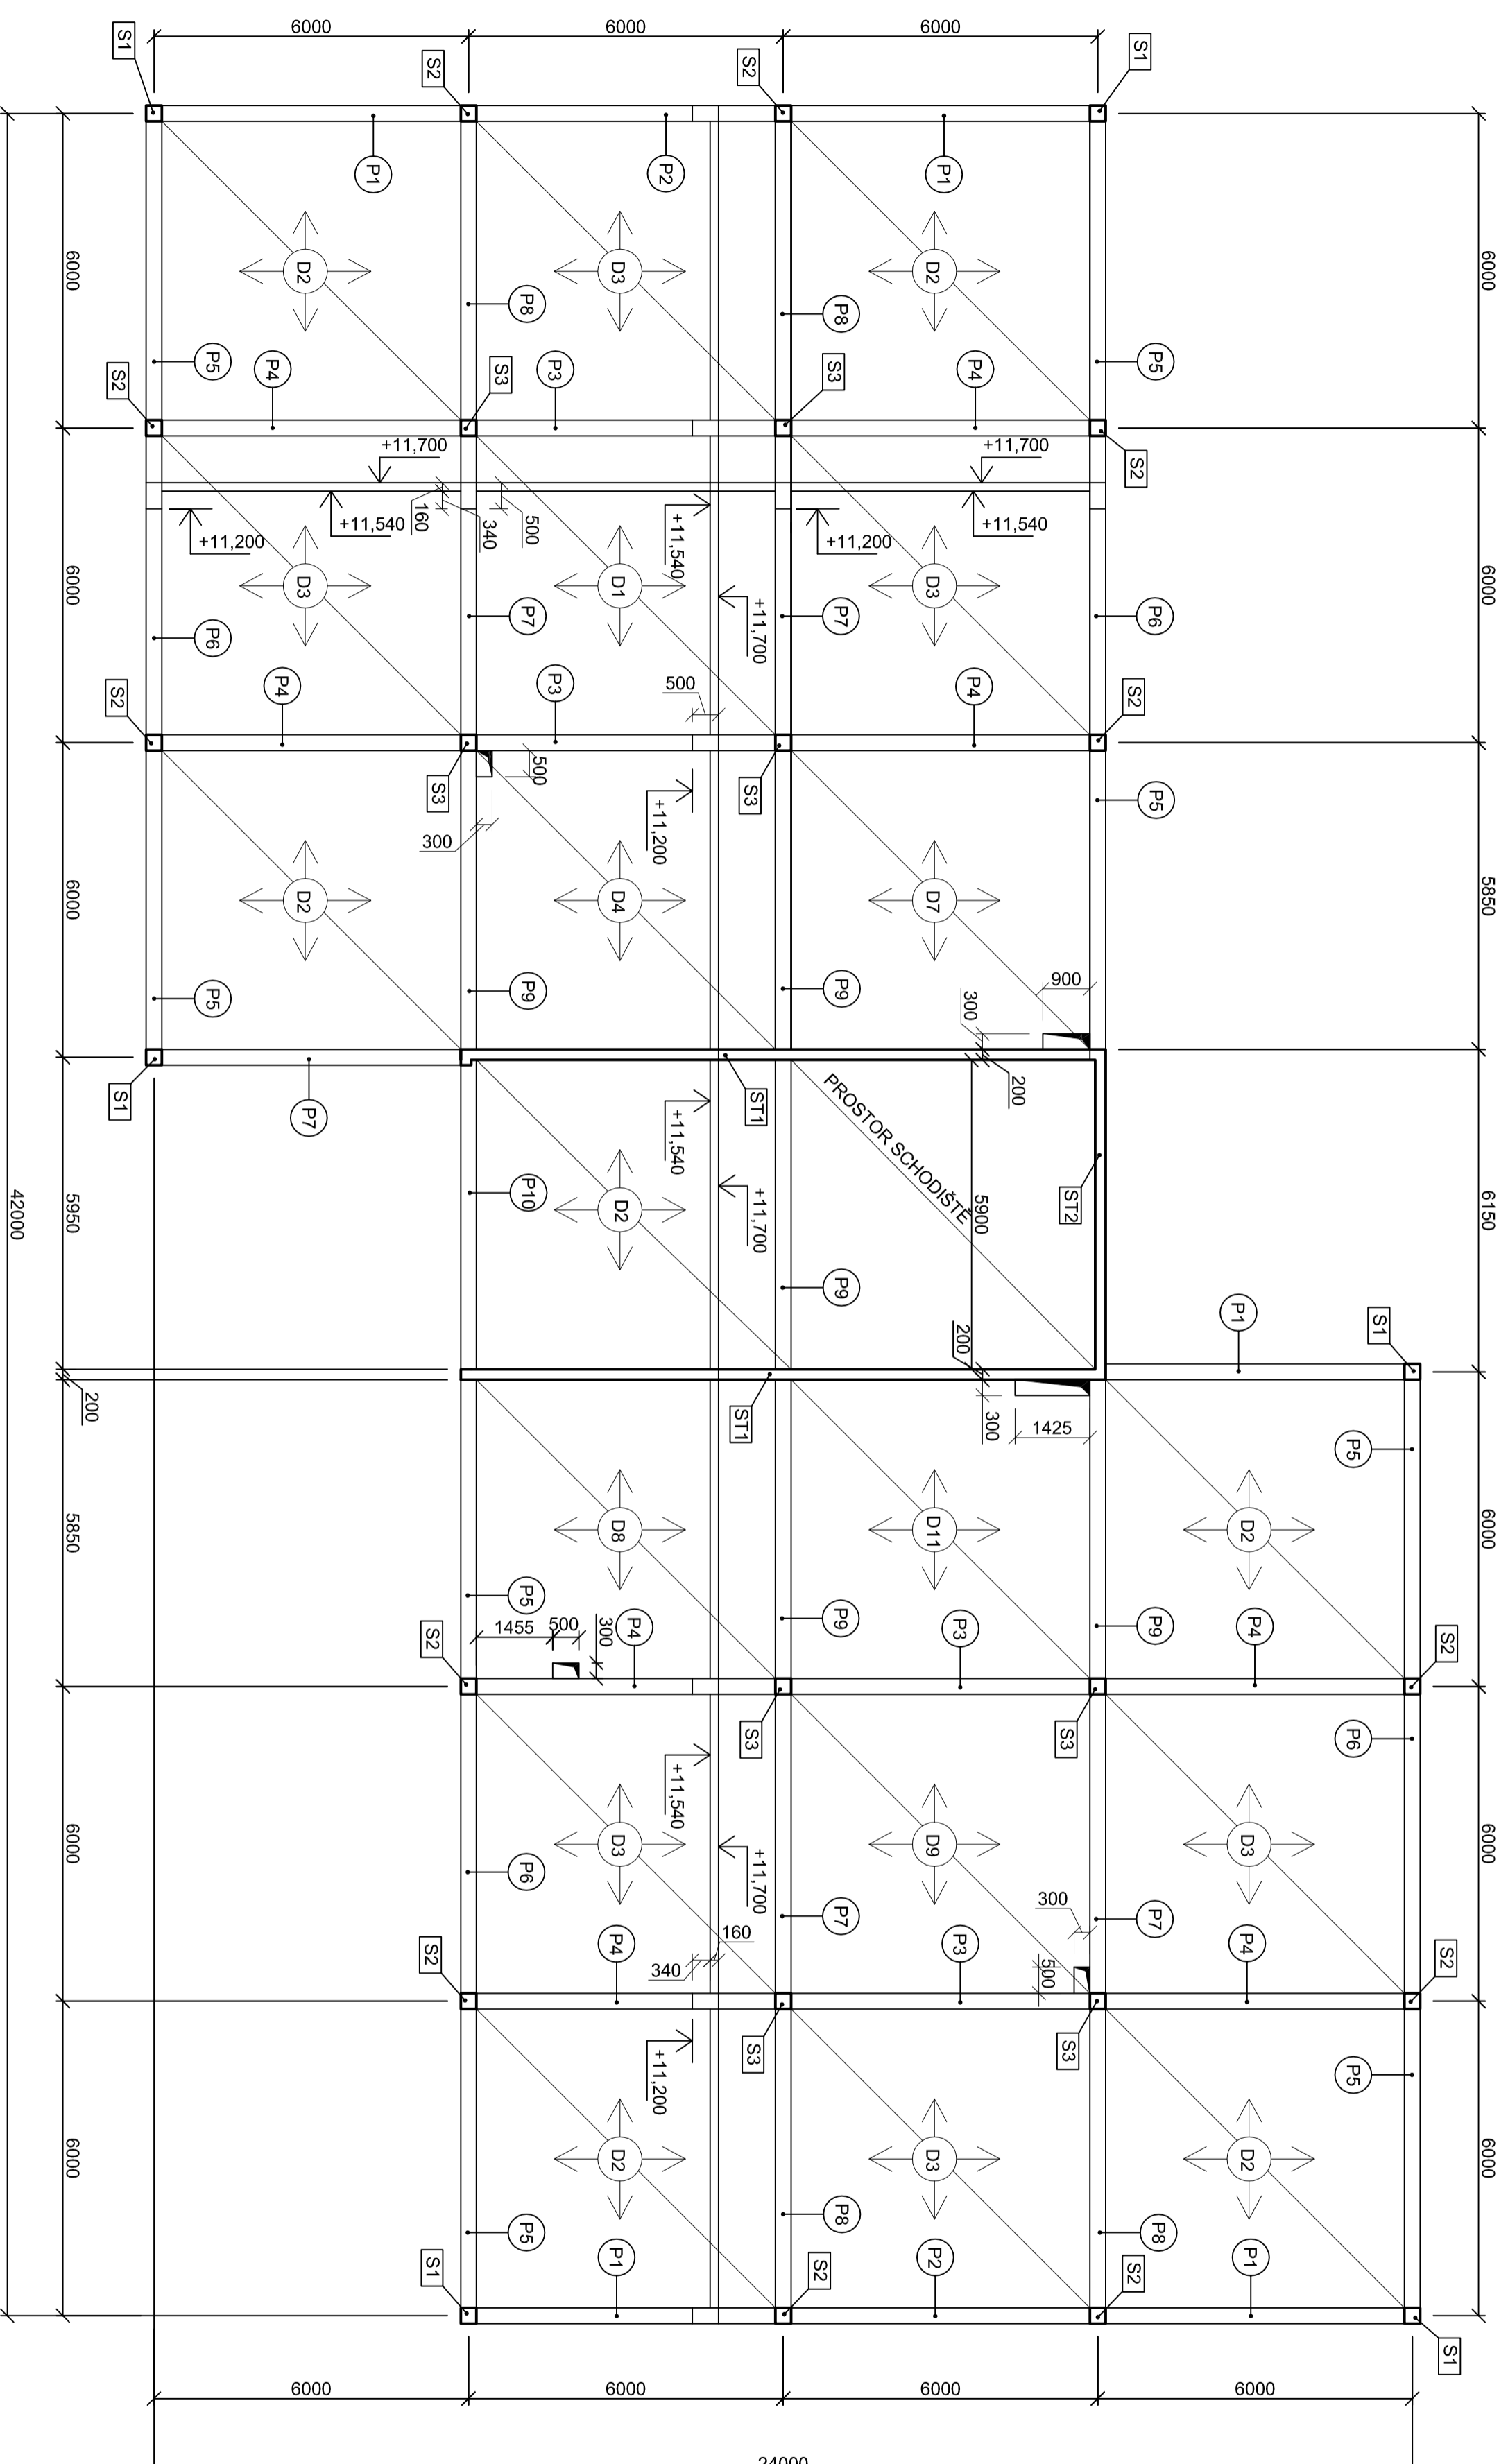 6000
6000
6000
S1
S2
S2
S1
P1
P2
P1
6000
D2
D3
D2
6000
P8
P8
P5
P5
P4
S3
P3
S3
P4
S2
S2
+11,700
+11,700
160
340
500
+11,540
+11,540
+11,540
+11,200
+11,200
6000
D3
D1
D3
6000
+11,700
P6
P7
P7
P6
P4
P3
500
P4
S2
S2
S3
500
S3
P5
+11,200
300
6000
D2
D4
D7
5850
P5
P9
P9
900
300
S1
P7
+11,540
ST1
200
PROSTOR SCHODIŠTĚ
ST2
42000
5950
P10
D2
+11,700
5900
6150
P9
P1
S1
200
200
ST1
300
1425
P5
5850
D8
D11
D2
6000
P5
1455
500
300
P4
P9
P3
P9
P4
S2
S2
S3
S3
P6
+11,540
6000
D3
D9
D3
6000
+11,700
P6
P7
300
P7
160
340
P4
P3
500
P4
S2
S2
S3
S3
+11,200
P5
6000
D2
D3
D2
6000
P5
P8
P8
P1
P2
P1
S1
S2
S2
S1
6000
6000
6000
6000
24000